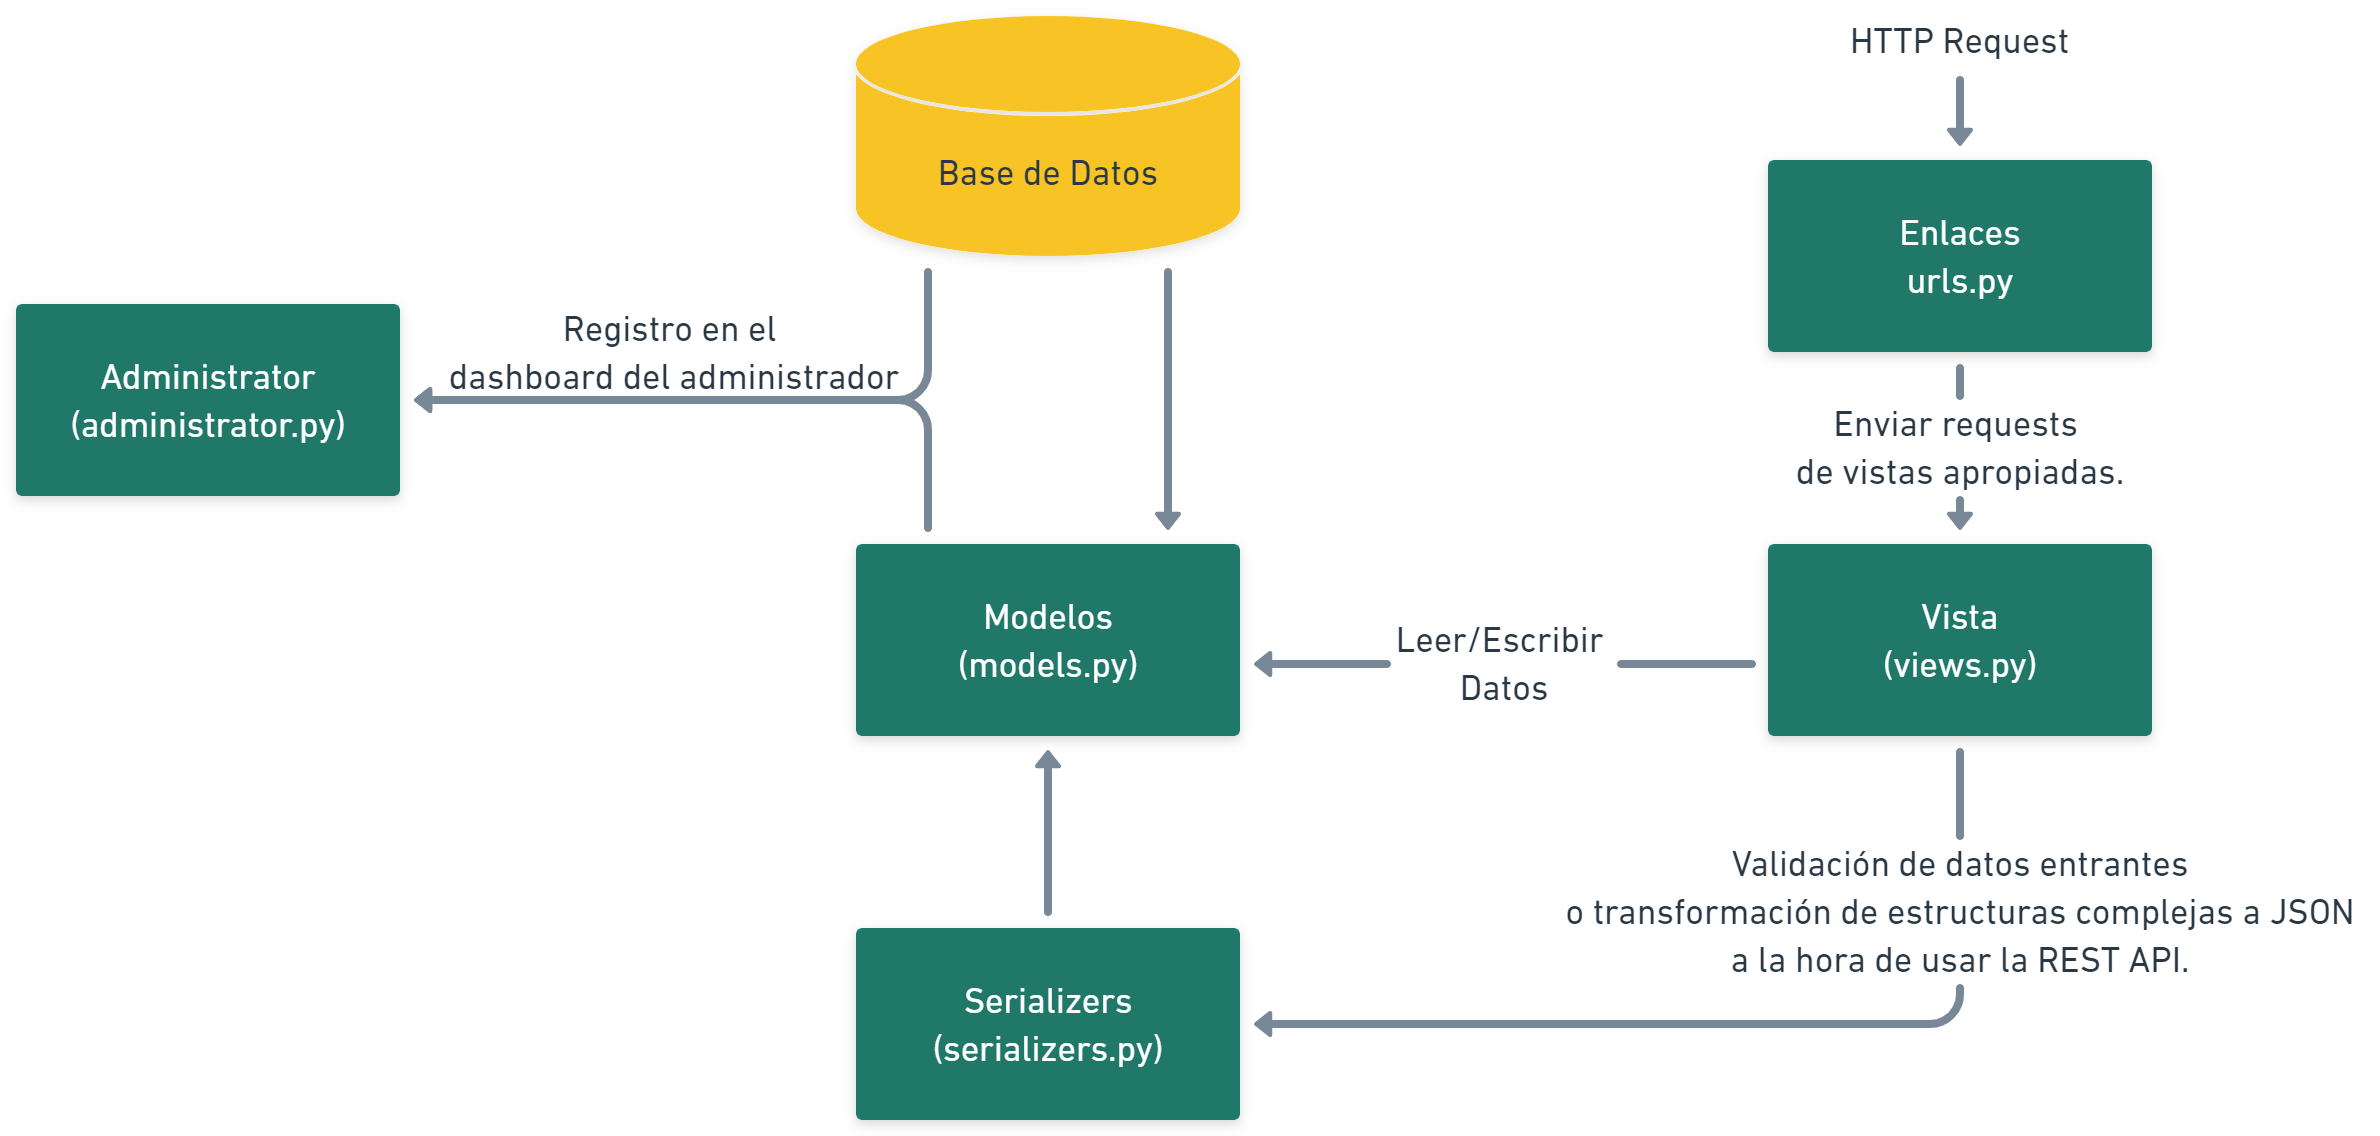 HTTP Request
Base de Datos
Enlaces
urls.py
Registro en el
dashboard del administrador
Administrator
(administrator.py)
Enviar requests
de vistas apropiadas.
Modelos
(models.py)
Leer/Escribir
Datos
Vista
(views.py)
Validación de datos entrantes
o transformación de estructuras complejas a JSON
a la hora de usar la REST API.
Serializers
(serializers.py)